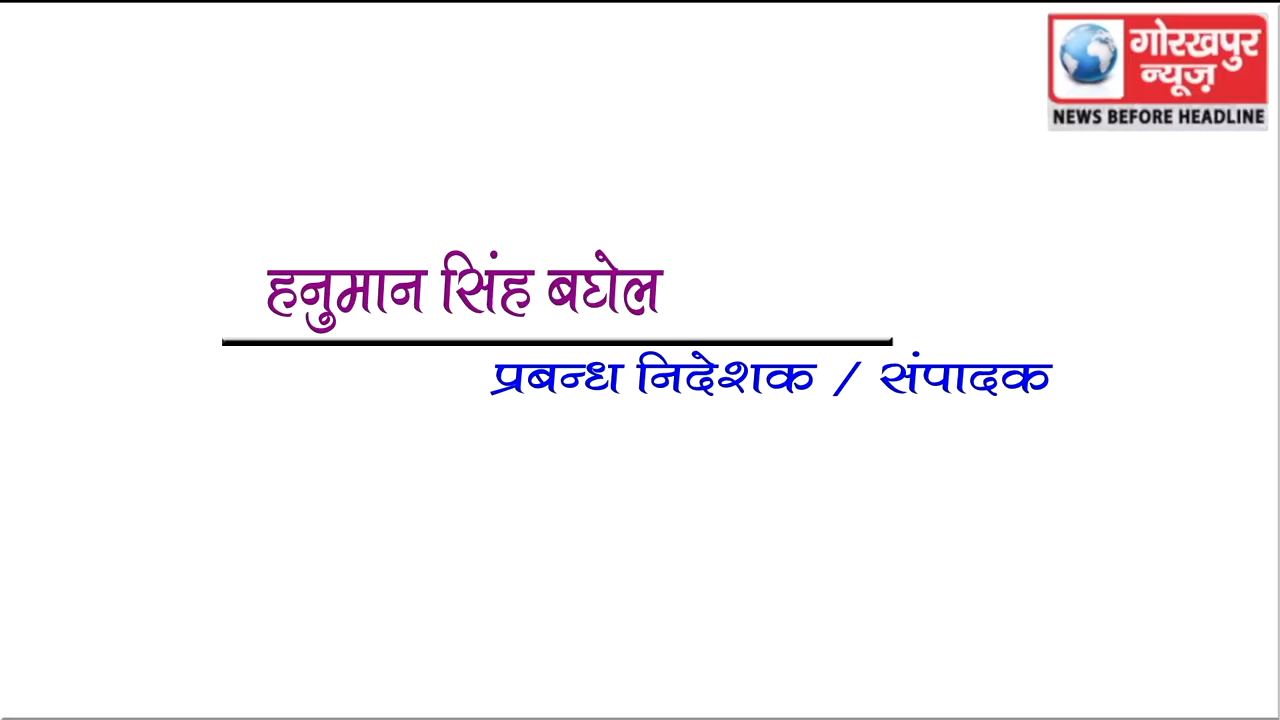 गोरखपुर
न्यूज़
NEWS BEFORE HEADLINE
हनुमान सिंह बघेल
प्रबन्ध निदेशक / संपादक